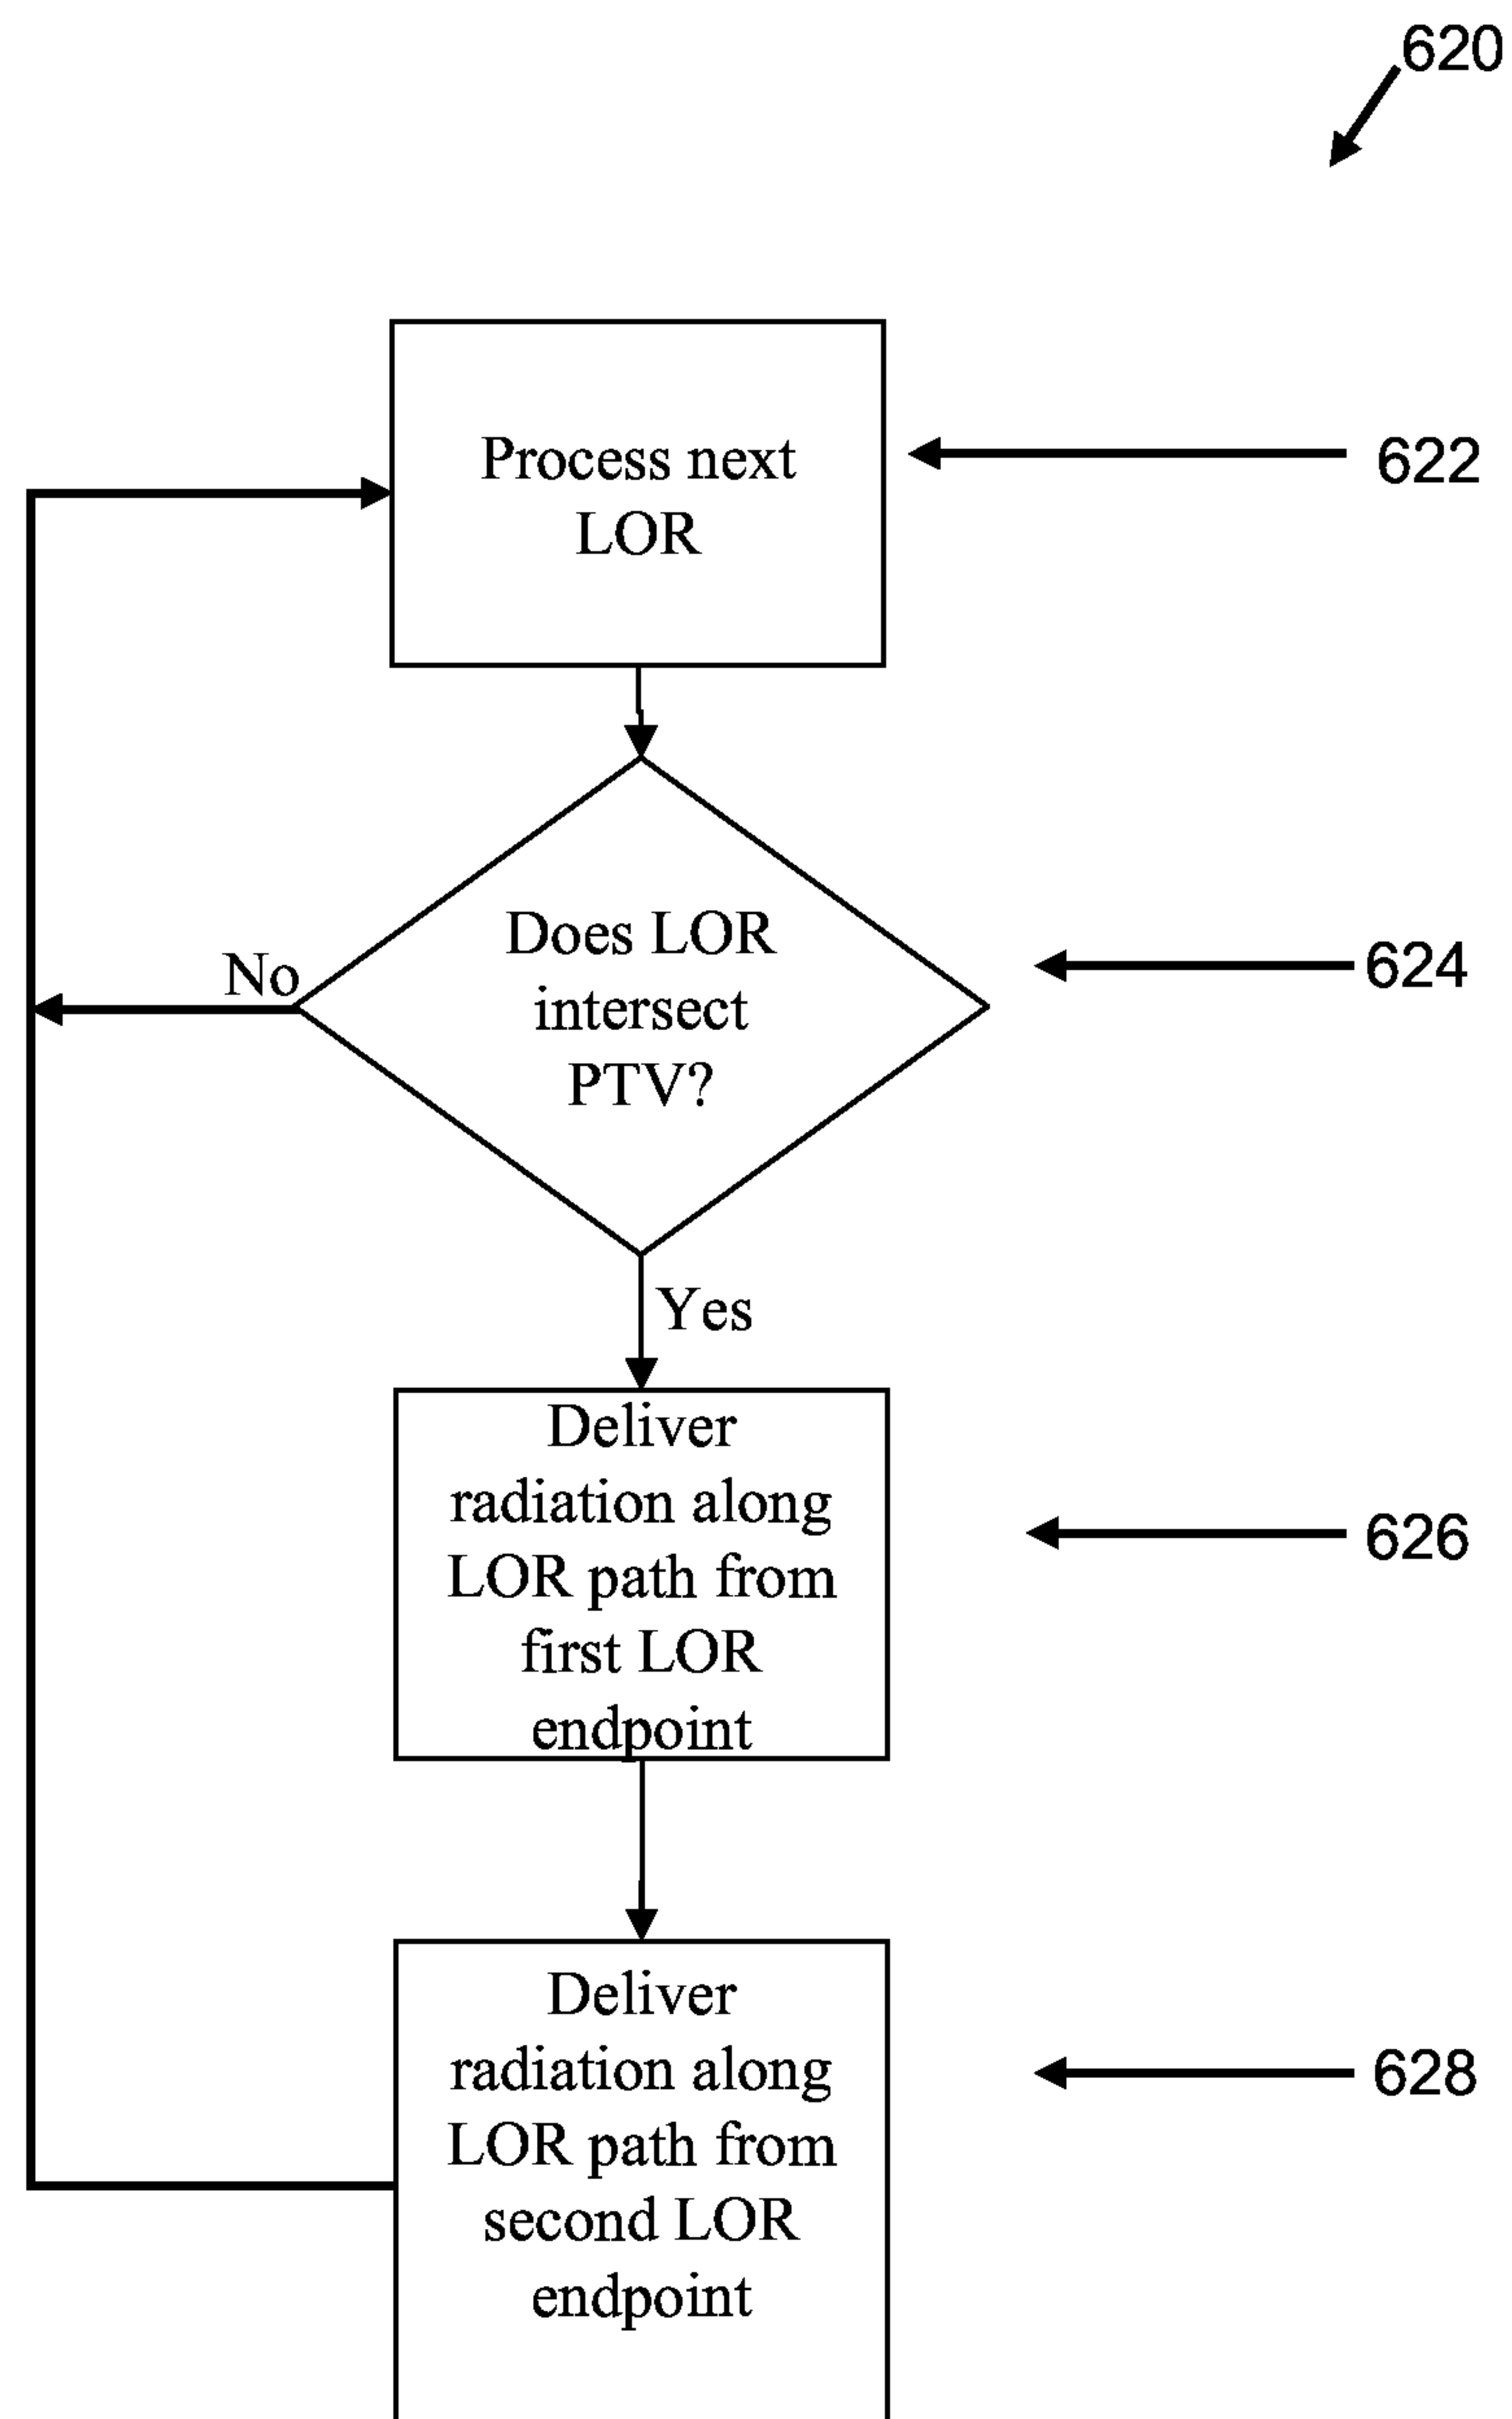 620
Process next
LOR
622
Does LOR
intersect
PTV?
624
No
Yes
Deliver
radiation along
LOR path from
first LOR
endpoint
626
Deliver
radiation along
LOR path from
second LOR
endpoint
628